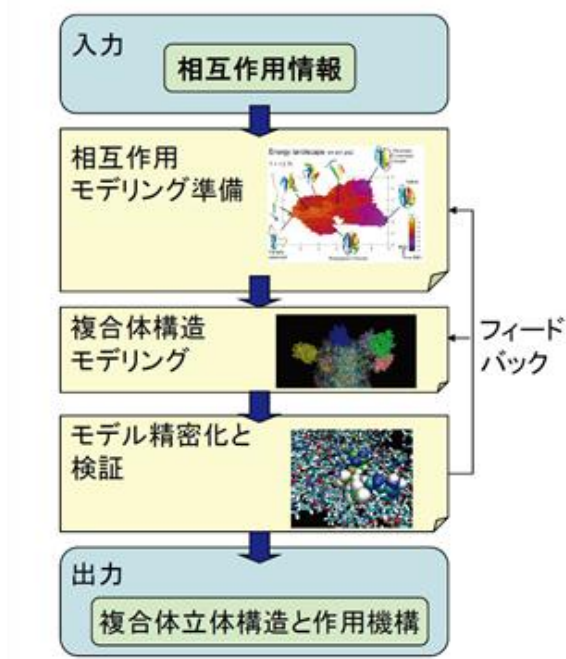 入力
相互作用情報
相互作用
モデリング準備
Energy landscape
複合体構造
モデリング
フィード
バック
モデル精密化と
検証
出力
複合体立体構造と作用機構